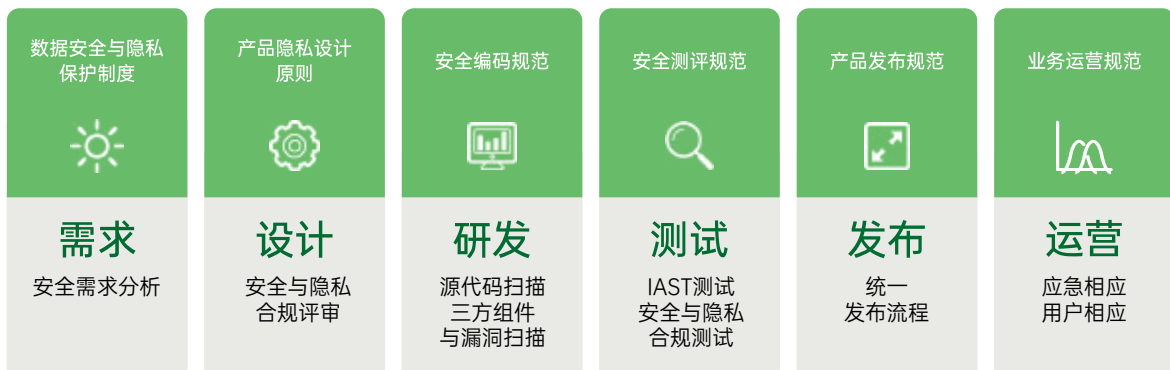 数据安全与隐私
保护制度
需求
安全需求分析
产品隐私设计
原则
设计
安全与隐私
合规评审
安全编码规范
研发
源代码扫描
三方组件
与漏洞扫描
安全测评规范
测试
IAST测试
安全与隐私
合规测试
产品发布规范
发布
统一
发布流程
业务运营规范
运营
应急相应
用户相应